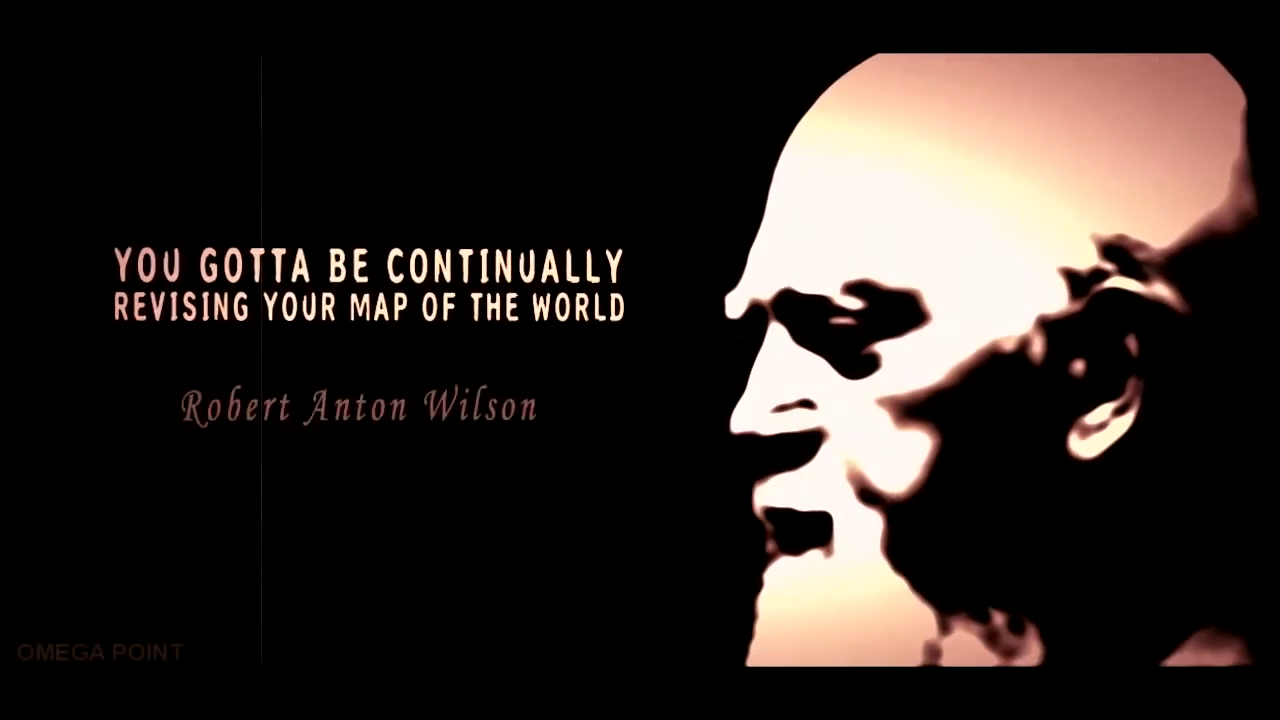 YOU GOTTA BE CONTINUALLY
REVISING YOUR MAP OF THE WORLD
Robert Anton Wilson
OMEGA POINT